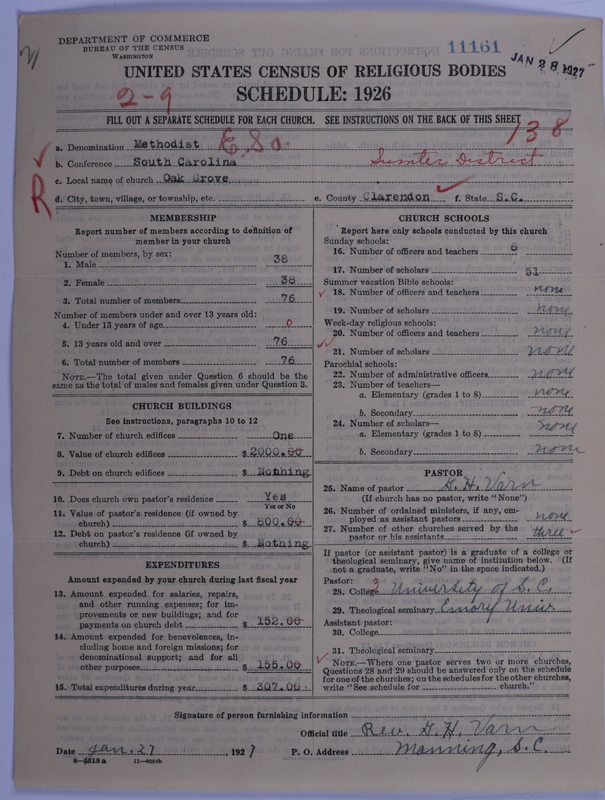 DEPARTMENT OF COMMERCE
BUREAU OF THE CENSUS
WASHINGTON
11161
JAN 28 1927
UNITED STATES CENSUS OF RELIGIOUS BODIES
2-9
SCHEDULE: 1926
FILL OUT A SEPARATE SCHEDULE FOR EACH CHURCH. SEE INSTRUCTIONS ON THE BACK OF THIS SHEET
138
a. Denomination Methodist E So
b. Conference South Carolina Sumter District
c. Local name of church Oak Grove
R
d. City, town, village, or township, etc. e. County Clarendon f. State S.C.
MEMBERSHIP
Report number of members according to definition of
member in your church
Number of members, by sex:
1. Male 38
2. Female 38
3. Total number of members 76
Number of members under and over 13 years old:
4. Under 13 years of age 0
5. 13 years old and over 76
6. Total number of members 76
NOTE.—The total given under Question 6 should be the
same as the total of males and females given under Question 3.
CHURCH BUILDINGS
See instructions, paragraphs 10 to 12
7. Number of church edifices One
8. Value of church edifices $ 2000.00
9. Debt on church edifices $ Nothing
10. Does church own pastor's residence Yes
Yes or No
11. Value of pastor's residence (if owned by
church) $ 800.00
12. Debt on pastor's residence (if owned by
church) $ Nothing
EXPENDITURES
Amount expended by your church during last fiscal year
13. Amount expended for salaries, repairs,
and other running expenses; for im-
provements or new buildings; and for
payments on church debt $ 152.00
14. Amount expended for benevolences, in-
cluding home and foreign missions; for
denominational support; and for all
other purposes $ 155.00
15. Total expenditures during year $ 307.00
CHURCH SCHOOLS
Report here only schools conducted by this church
Sunday schools:
16. Number of officers and teachers 6
17. Number of scholars 51
Summer vacation Bible schools:
18. Number of officers and teachers none
19. Number of scholars none
Week-day religious schools:
20. Number of officers and teachers none
21. Number of scholars none
Parochial schools:
22. Number of administrative officers none
23. Number of teachers—
a. Elementary (grades 1 to 8) none
b. Secondary none
24. Number of scholars—
a. Elementary (grades 1 to 8) none
b. Secondary none
PASTOR
25. Name of pastor G. H. Varn
(If church has no pastor, write "None")
26. Number of ordained ministers, if any, em-
ployed as assistant pastors none
27. Number of other churches served by the
pastor or his assistants three
If pastor (or assistant pastor) is a graduate of a college or
theological seminary, give name of institution below. (If
not a graduate, write "No" in the space indicated.)
Pastor:
28. College 3 University of S.C.
29. Theological seminary Emory Univ.
Assistant pastor:
30. College
31. Theological seminary
NOTE.—Where one pastor serves two or more churches,
Questions 28 and 29 should be answered only on the schedule
for one of the churches; on the schedules for the other churches,
write "See schedule for church."
Signature of person furnishing information
Official title Rev. G. H. Varn
Date Jan. 27, 1927 P. O. Address Manning, S.C.
8-5513a 11-9024b